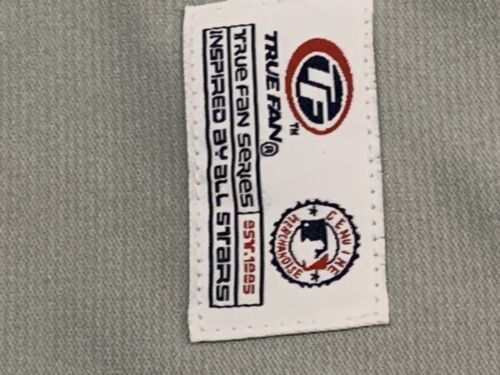 TF
TM
TRUE FAN®
TRUE FAN SERIES
EST. 1995
INSPIRED BY ALL STARS
GENUINE
MERCHANDISE